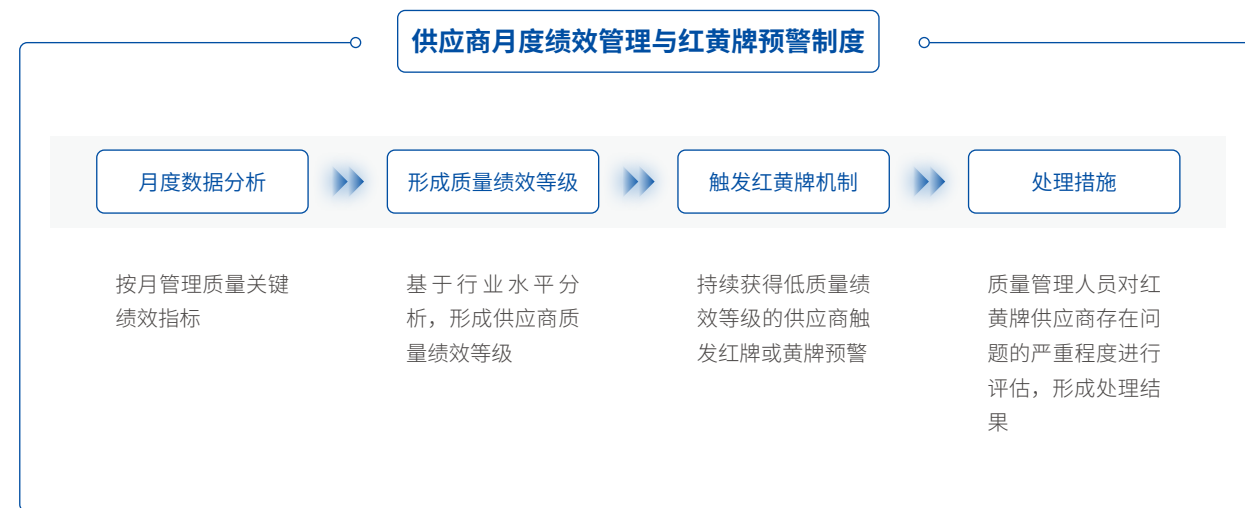 供应商月度绩效管理与红黄牌预警制度
月度数据分析
形成质量绩效等级
触发红黄牌机制
处理措施
按月管理质量关键
绩效指标
基于行业水平分
析，形成供应商质
量绩效等级
持续获得低质量绩
效等级的供应商触
发红牌或黄牌预警
质量管理人员对红
黄牌供应商存在问
题的严重程度进行
评估，形成处理结
果